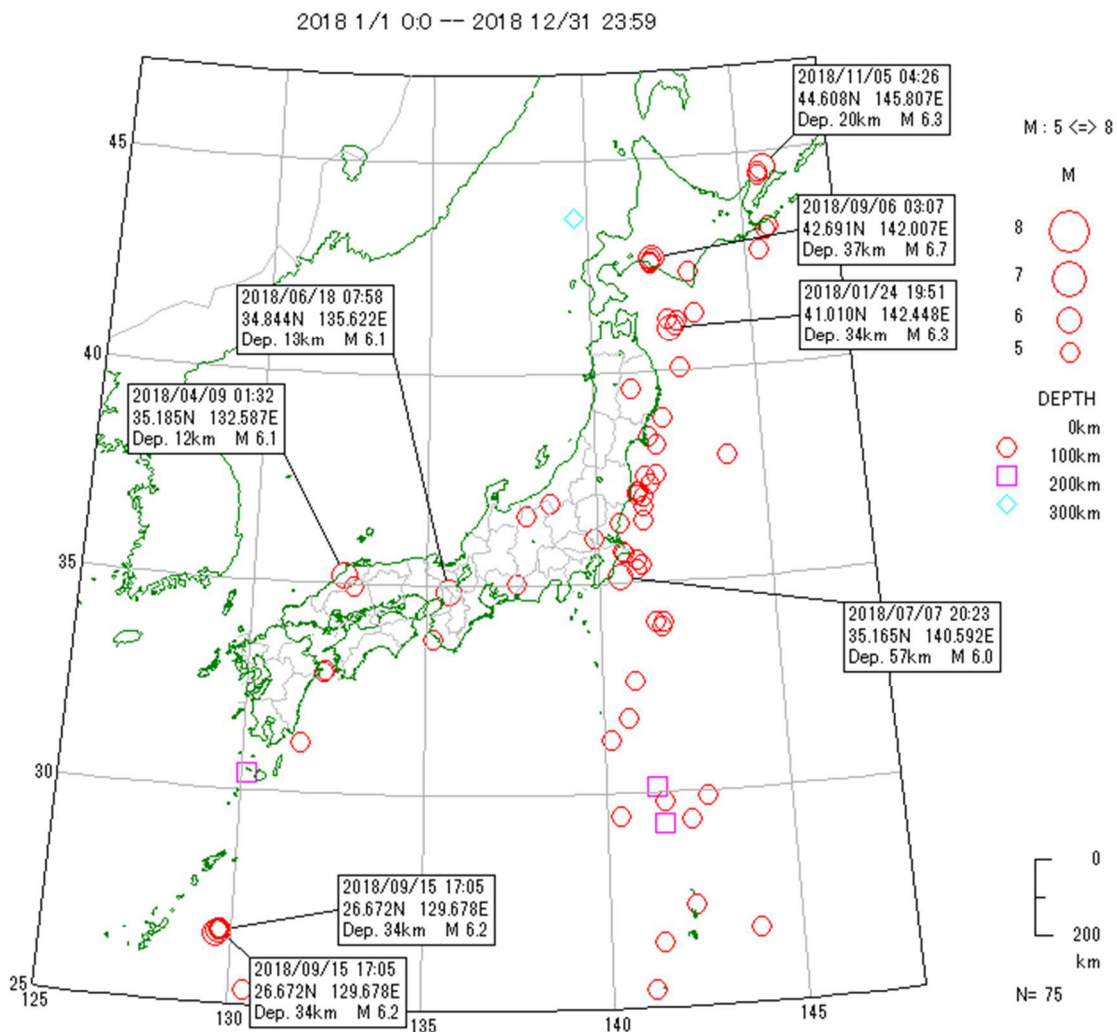 2018 1/1 0:0 -- 2018 12/31 23:59
2018/11/05 04:26
44.608N 145.807E
Dep. 20km M 6.3
M : 5 <=> 8
M
8
7
6
5
45
2018/09/06 03:07
42.691N 142.007E
Dep. 37km M 6.7
2018/01/24 19:51
41.010N 142.448E
Dep. 34km M 6.3
2018/06/18 07:58
34.844N 135.622E
Dep. 13km M 6.1
40
2018/04/09 01:32
35.185N 132.587E
Dep. 12km M 6.1
DEPTH
0km
100km
200km
300km
35
2018/07/07 20:23
35.165N 140.592E
Dep. 57km M 6.0
30
2018/09/15 17:05
26.672N 129.678E
Dep. 34km M 6.2
2018/09/15 17:05
26.672N 129.678E
Dep. 34km M 6.2
0
200
km
N= 75
25
125
130
135
140
145